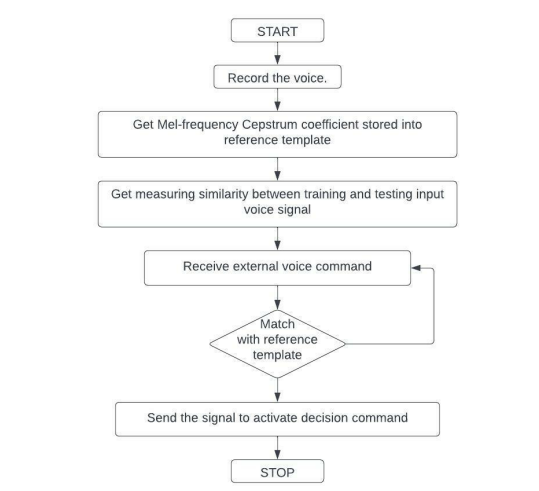 START
Record the voice.
Get Mel-frequency Cepstrum coefficient stored into
reference template
Get measuring similarity between training and testing input
voice signal
Receive external voice command
Match
with reference
template
Send the signal to activate decision command
STOP